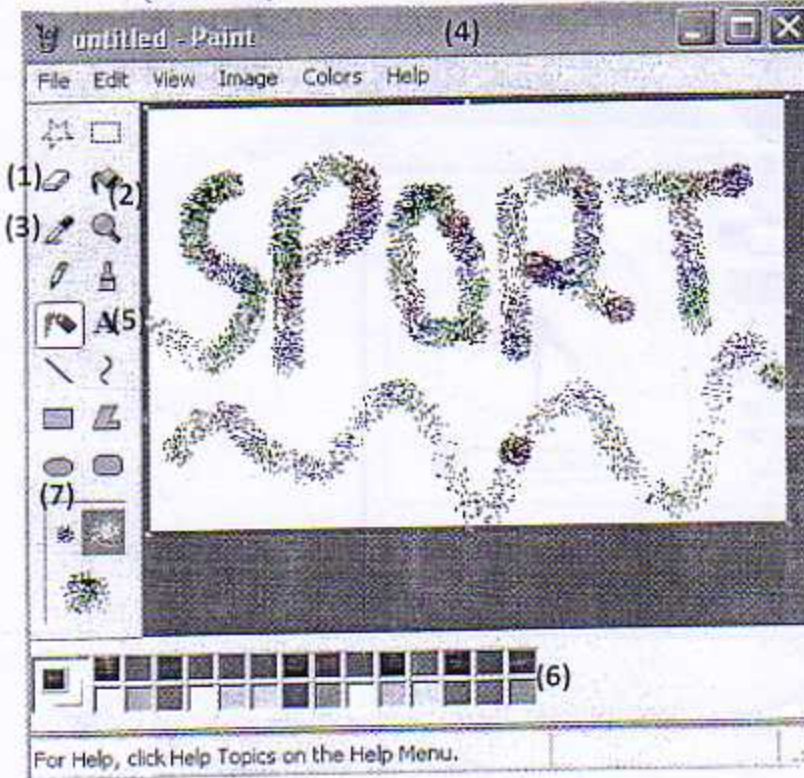 untitled - Paint (4)
File Edit View Image Colors Help
(1)
(2)
(3)
A(5)
SPORT
(7)
(6)
For Help, click Help Topics on the Help Menu.